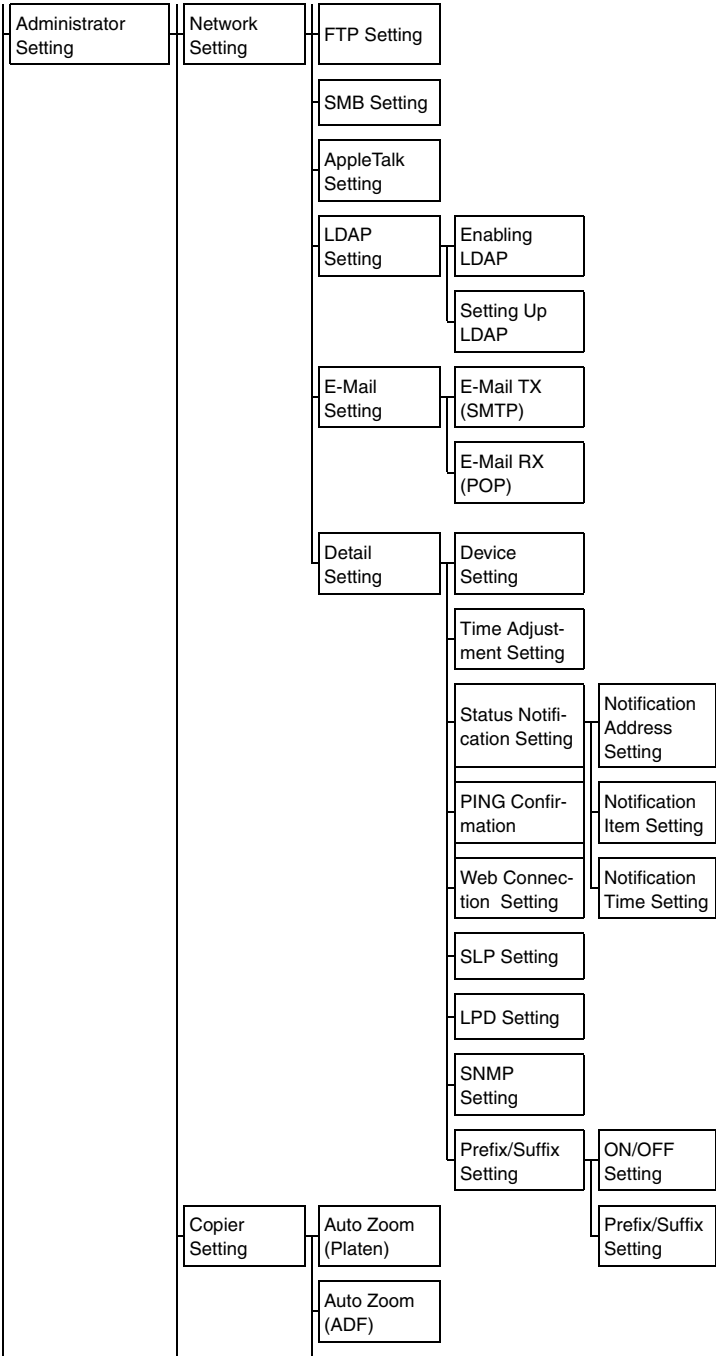 Administrator
Setting
Network
Setting
FTP Setting
SMB Setting
AppleTalk
Setting
LDAP
Setting
Enabling
LDAP
Setting Up
LDAP
E-Mail
Setting
E-Mail TX
(SMTP)
E-Mail RX
(POP)
Detail
Setting
Device
Setting
Time Adjust-
ment Setting
Status Notifi-
cation Setting
Notification
Address
Setting
PING Confir-
mation
Notification
Item Setting
Web Connec-
tion Setting
Notification
Time Setting
SLP Setting
LPD Setting
SNMP
Setting
Prefix/Suffix
Setting
ON/OFF
Setting
Prefix/Suffix
Setting
Copier
Setting
Auto Zoom
(Platen)
Auto Zoom
(ADF)